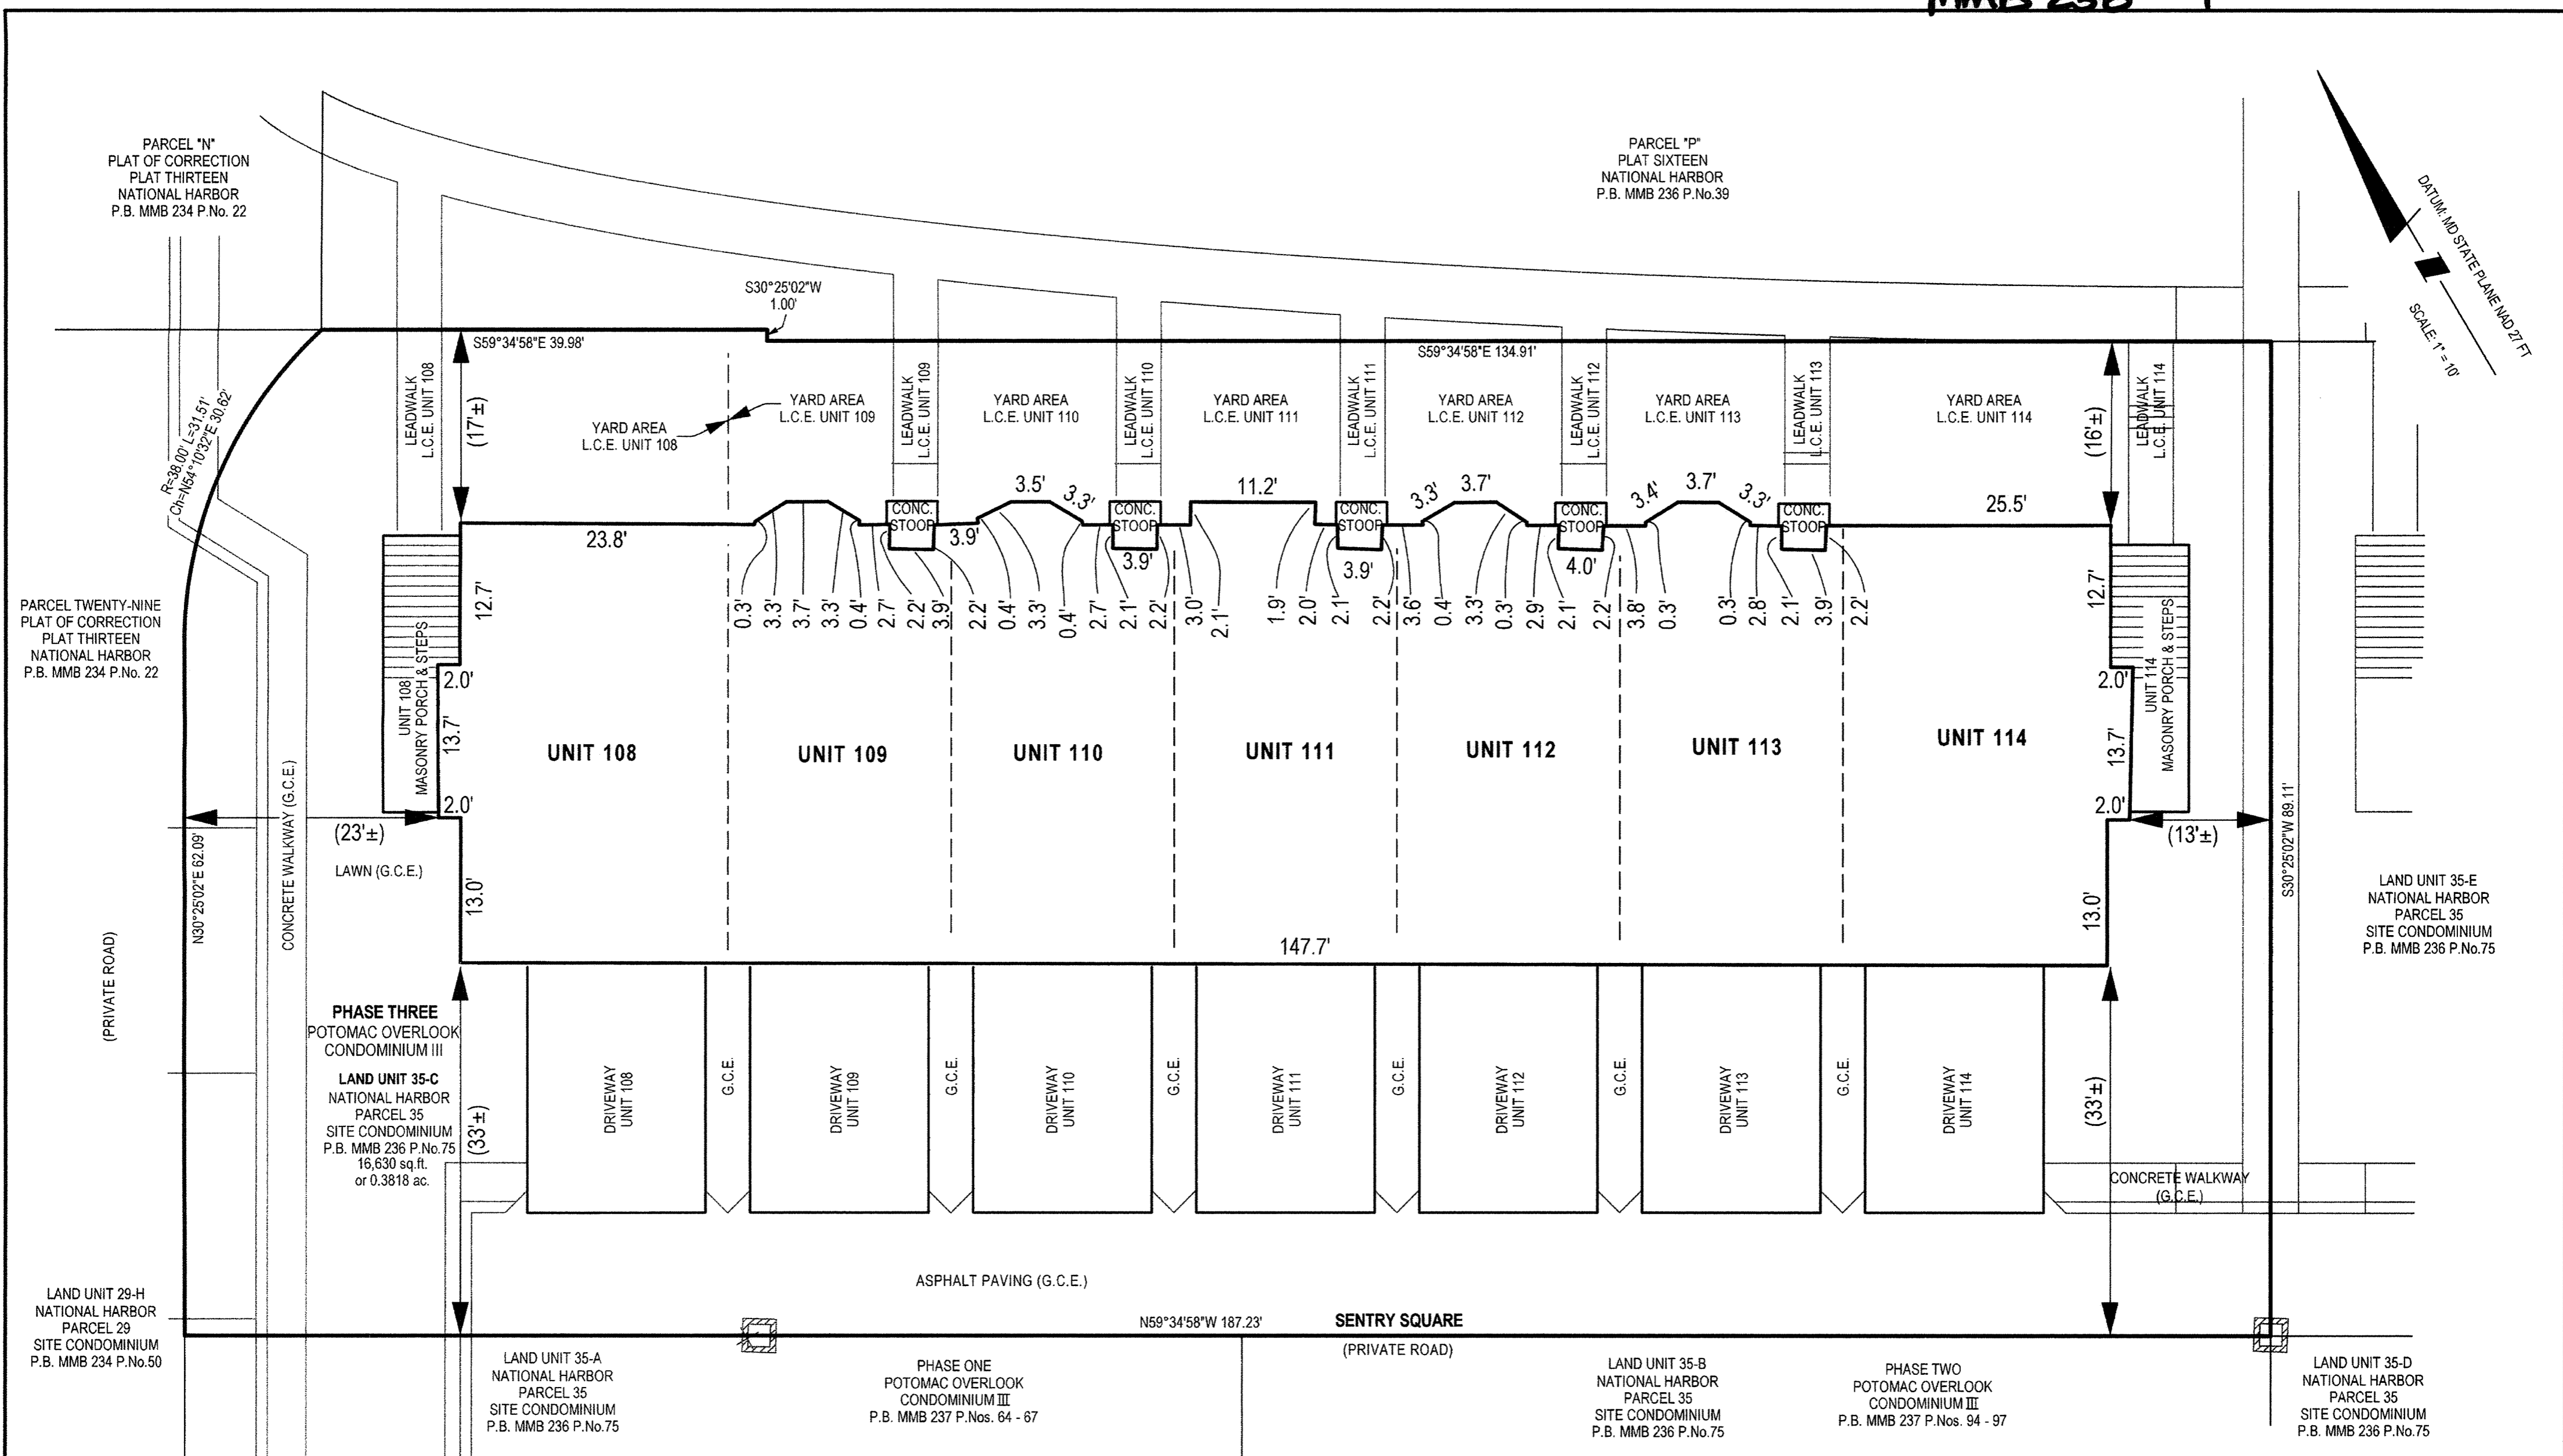 MMB 238
PARCEL "N"
PLAT OF CORRECTION
PLAT THIRTEEN
NATIONAL HARBOR
P.B. MMB 234 P.No. 22
PARCEL "P"
PLAT SIXTEEN
NATIONAL HARBOR
P.B. MMB 236 P.No.39
DATUM: MD STATE PLANE NAD 27 FT
SCALE: 1" = 10'
S30°25'02"W
1.00'
S59°34'58"E 39.98'
S59°34'58"E 134.91'
R=38.00' L=31.51'
Ch=N54°10'32"E 30.62'
LEADWALK
L.C.E. UNIT 108
(17'±)
YARD AREA
L.C.E. UNIT 108
YARD AREA
L.C.E. UNIT 109
LEADWALK
L.C.E. UNIT 109
YARD AREA
L.C.E. UNIT 110
LEADWALK
L.C.E. UNIT 110
YARD AREA
L.C.E. UNIT 111
LEADWALK
L.C.E. UNIT 111
YARD AREA
L.C.E. UNIT 112
LEADWALK
L.C.E. UNIT 112
YARD AREA
L.C.E. UNIT 113
LEADWALK
L.C.E. UNIT 113
YARD AREA
L.C.E. UNIT 114
(16'±)
LEADWALK
L.C.E. UNIT 114
23.8'
CONC.
STOOP
3.9'
3.5'
3.3'
CONC.
STOOP
3.9'
11.2'
CONC.
STOOP
3.9'
3.3'
3.7'
CONC.
STOOP
4.0'
3.4'
3.7'
3.3'
CONC.
STOOP
25.5'
0.3'
3.3'
3.7'
3.3'
0.4'
2.7'
2.2'
3.9'
2.2'
0.4'
3.3'
0.4'
2.7'
2.1'
2.2'
3.0'
2.1'
1.9'
2.0'
2.1'
2.2'
3.6'
0.4'
3.3'
0.3'
2.9'
2.1'
2.2'
3.8'
0.3'
0.3'
2.8'
2.1'
3.9'
2.2'
PARCEL TWENTY-NINE
PLAT OF CORRECTION
PLAT THIRTEEN
NATIONAL HARBOR
P.B. MMB 234 P.No. 22
12.7'
2.0'
13.7'
2.0'
13.0'
UNIT 108
MASONRY PORCH & STEPS
UNIT 108
UNIT 109
UNIT 110
UNIT 111
UNIT 112
UNIT 113
UNIT 114
12.7'
2.0'
13.7'
2.0'
13.0'
UNIT 114
MASONRY PORCH & STEPS
(23'±)
(13'±)
LAWN (G.C.E.)
CONCRETE WALKWAY (G.C.E.)
N30°25'02"E 62.09'
S30°25'02"W 89.11'
(PRIVATE ROAD)
147.7'
LAND UNIT 35-E
NATIONAL HARBOR
PARCEL 35
SITE CONDOMINIUM
P.B. MMB 236 P.No.75
PHASE THREE
POTOMAC OVERLOOK
CONDOMINIUM III
LAND UNIT 35-C
NATIONAL HARBOR
PARCEL 35
SITE CONDOMINIUM
P.B. MMB 236 P.No.75
16,630 sq.ft.
or 0.3818 ac.
(33'±)
DRIVEWAY
UNIT 108
G.C.E.
DRIVEWAY
UNIT 109
G.C.E.
DRIVEWAY
UNIT 110
G.C.E.
DRIVEWAY
UNIT 111
G.C.E.
DRIVEWAY
UNIT 112
G.C.E.
DRIVEWAY
UNIT 113
G.C.E.
DRIVEWAY
UNIT 114
(33'±)
CONCRETE WALKWAY
(G.C.E.)
ASPHALT PAVING (G.C.E.)
N59°34'58"W 187.23'
SENTRY SQUARE
(PRIVATE ROAD)
LAND UNIT 29-H
NATIONAL HARBOR
PARCEL 29
SITE CONDOMINIUM
P.B. MMB 234 P.No.50
LAND UNIT 35-A
NATIONAL HARBOR
PARCEL 35
SITE CONDOMINIUM
P.B. MMB 236 P.No.75
PHASE ONE
POTOMAC OVERLOOK
CONDOMINIUM III
P.B. MMB 237 P.Nos. 64 - 67
LAND UNIT 35-B
NATIONAL HARBOR
PARCEL 35
SITE CONDOMINIUM
P.B. MMB 236 P.No.75
PHASE TWO
POTOMAC OVERLOOK
CONDOMINIUM III
P.B. MMB 237 P.Nos. 94 - 97
LAND UNIT 35-D
NATIONAL HARBOR
PARCEL 35
SITE CONDOMINIUM
P.B. MMB 236 P.No.75